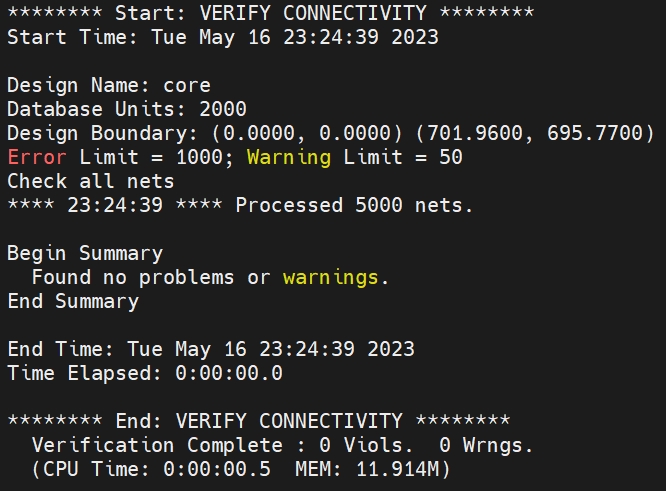 ******** Start: VERIFY CONNECTIVITY ********
Start Time: Tue May 16 23:24:39 2023
Design Name: core
Database Units: 2000
Design Boundary: (0.0000, 0.0000) (701.9600, 695.7700)
Error Limit = 1000; Warning Limit = 50
Check all nets
**** 23:24:39 **** Processed 5000 nets.
Begin Summary
  Found no problems or warnings.
End Summary
End Time: Tue May 16 23:24:39 2023
Time Elapsed: 0:00:00.0
******** End: VERIFY CONNECTIVITY ********
  Verification Complete : 0 Viols.  0 Wrngs.
  (CPU Time: 0:00:00.5  MEM: 11.914M)